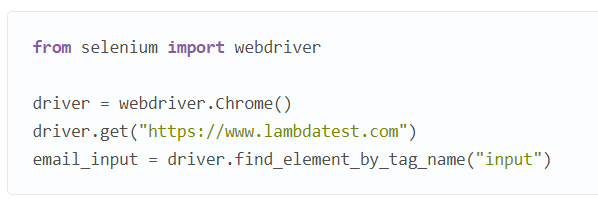 from selenium import webdriver
driver = webdriver.Chrome()
driver.get("https://www.lambdatest.com")
email_input = driver.find_element_by_tag_name("input")